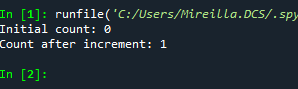 In [1]: runfile('C:/Users/Mireilla.DCS/.spy
Initial count: 0
Count after increment: 1
In [2]: